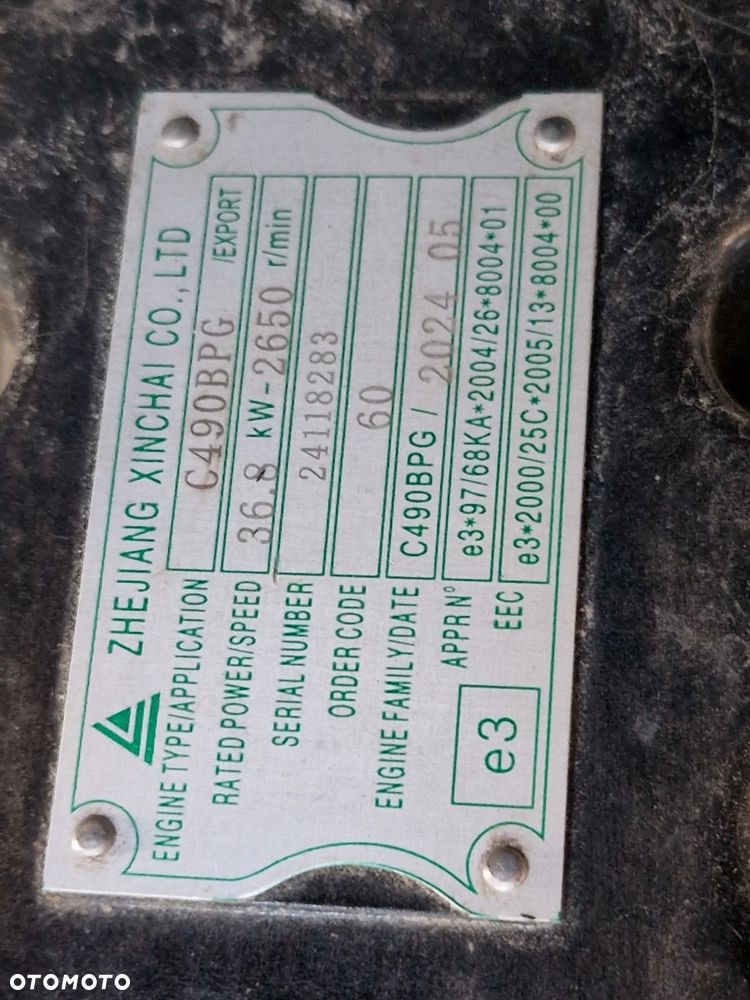 ZHEJIANG XINCHAI CO.,LTD
ENGINE TYPE/APPLICATION C490BPG /EXPORT
RATED POWER/SPEED 36.8 kW-2650 r/min
SERIAL NUMBER 24118283
ORDER CODE 60
ENGINE FAMILY/DATE C490BPG / 2024 05
APPR N° e3*97/68KA*2004/26*8004*01
EEC e3*2000/25C*2005/13*8004*00
e3
OTOMOTO